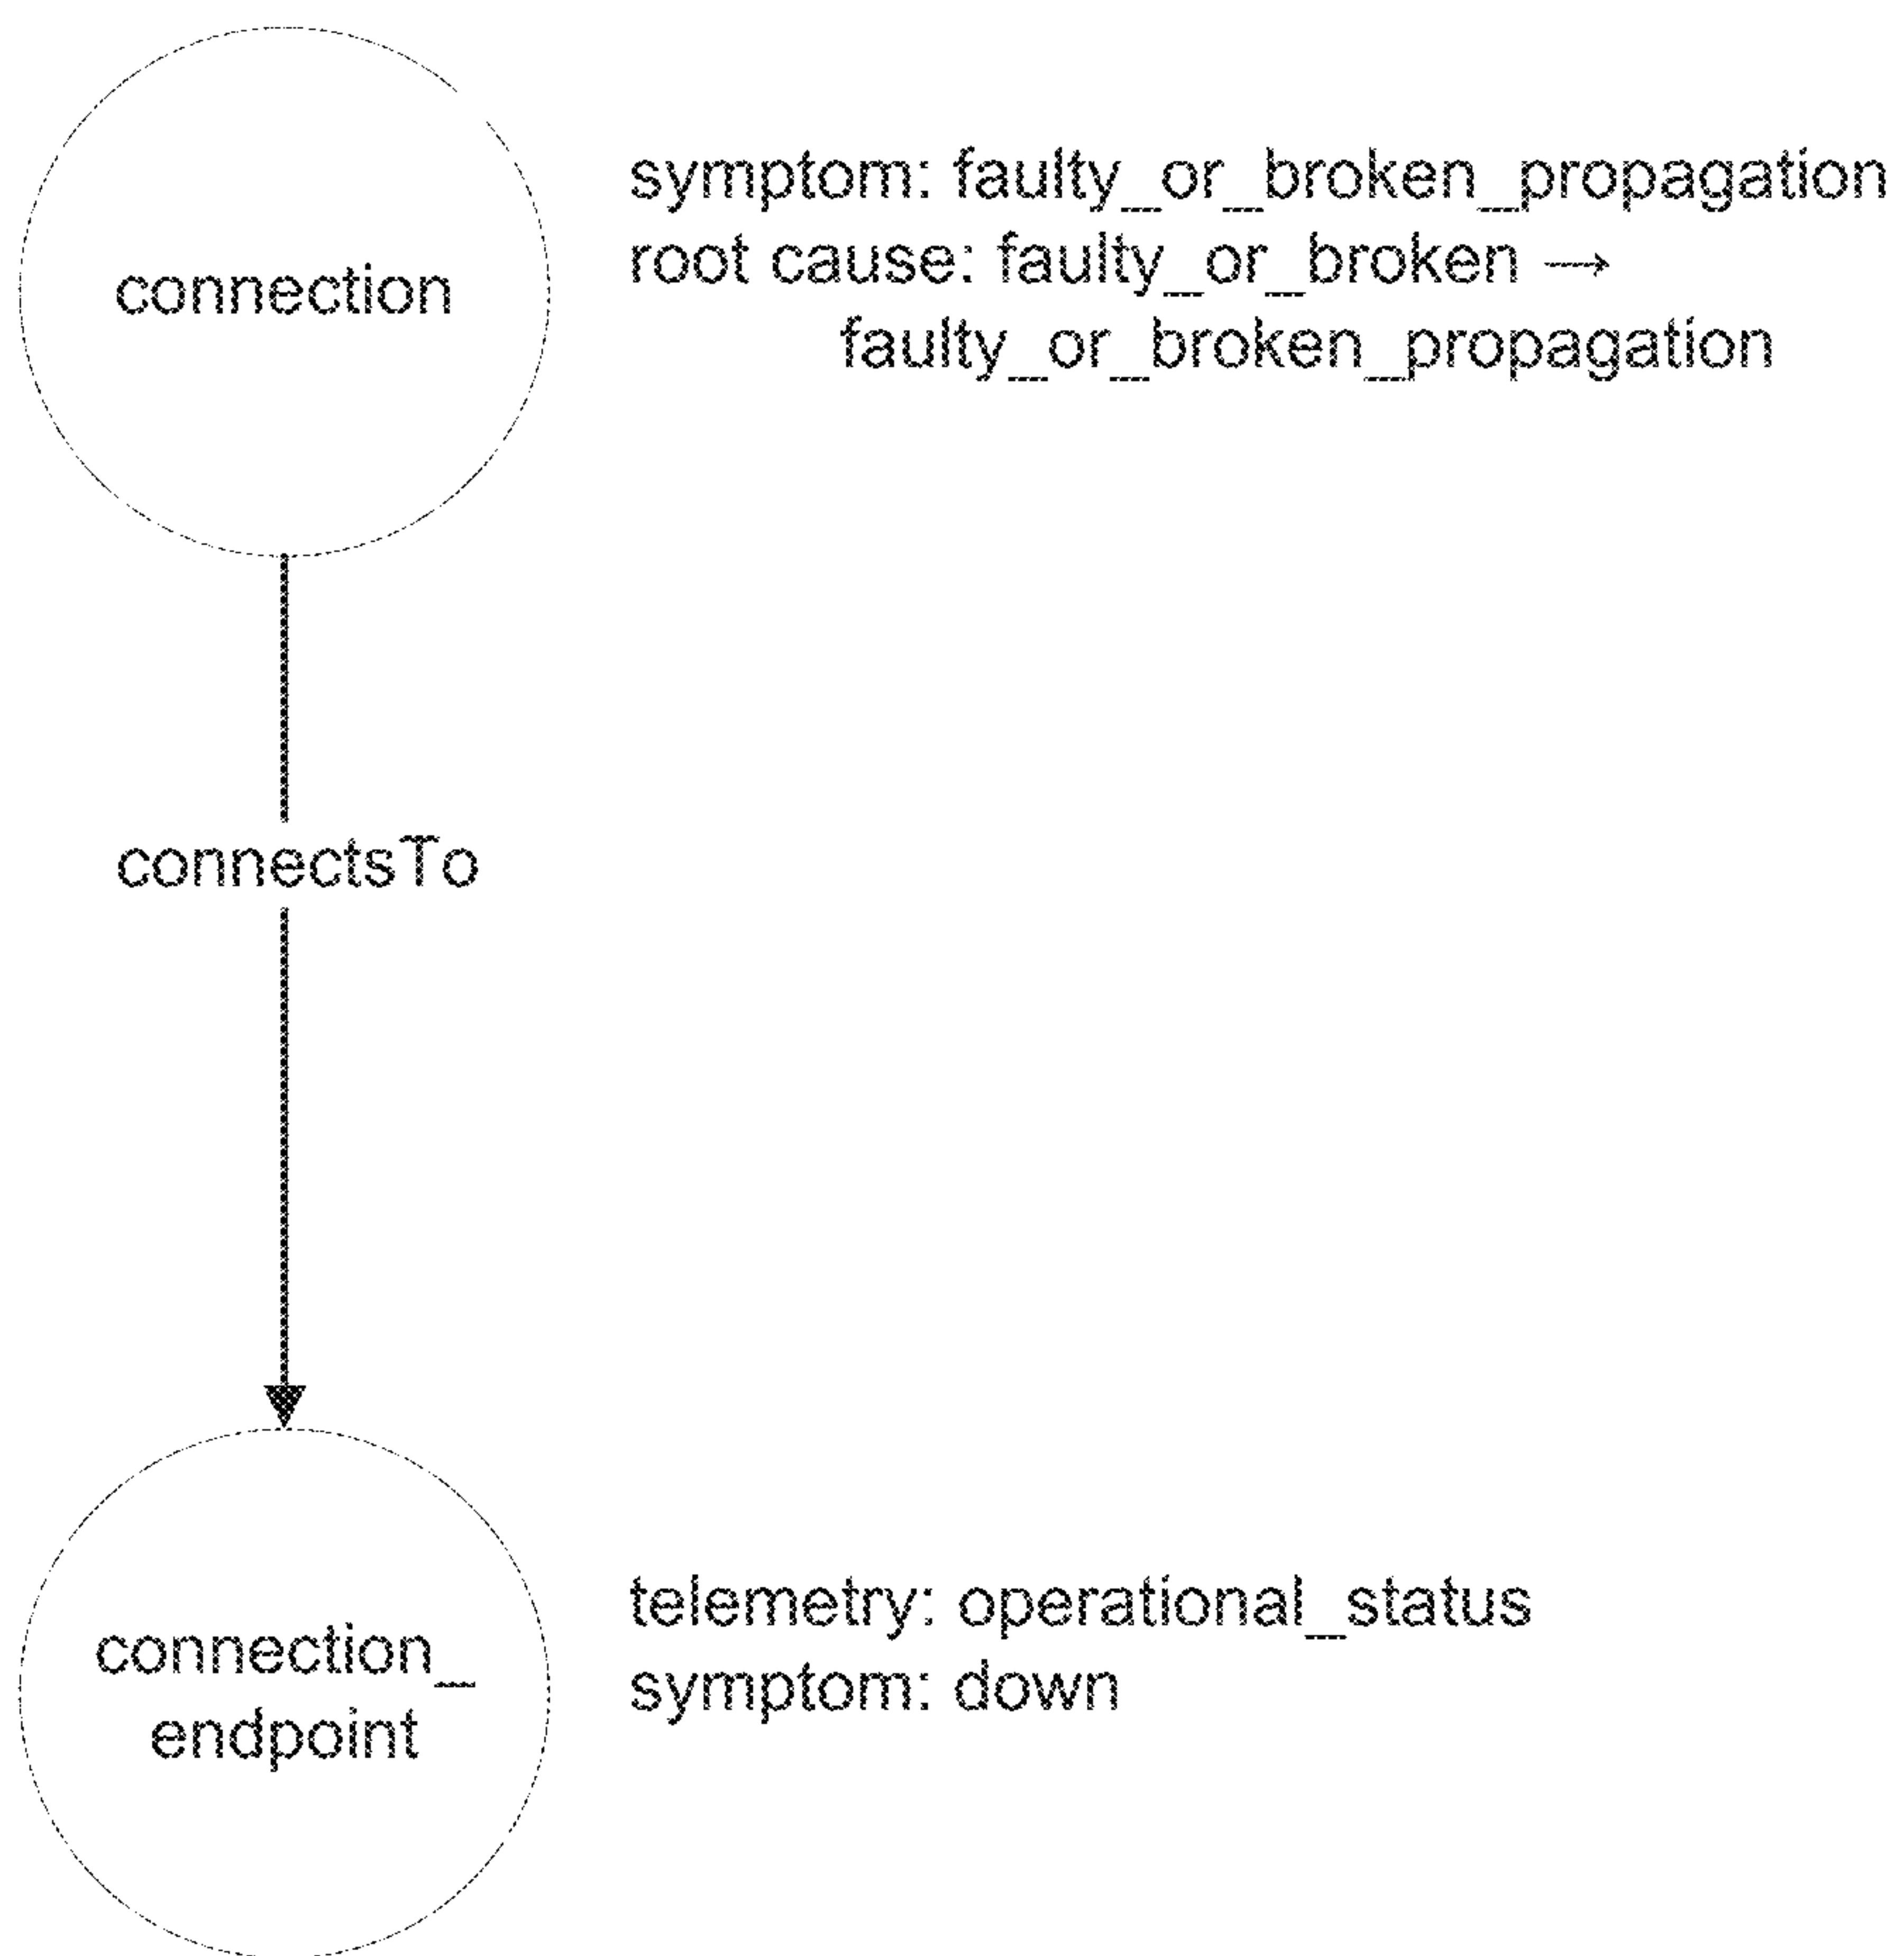 connection
symptom: faulty_or_broken_propagation
root cause: faulty_or_broken →
faulty_or_broken_propagation
connectsTo
connection_
endpoint
telemetry: operational_status
symptom: down